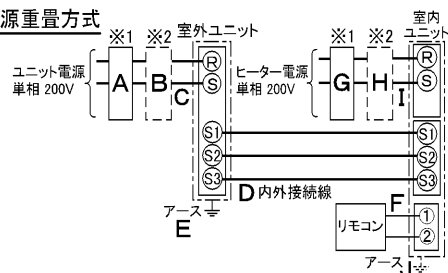 源重畳方式
※1 ※2 室外ユニット
ユニット電源
単相 200V
A B C
R
S
S1
S2
S3
アース
E
D 内外接続線
※1 ※2 室内
ユニット
ヒーター電源
単相 200V
G H I
R
S
S1
S2
S3
リモコン
F
1
2
アース J